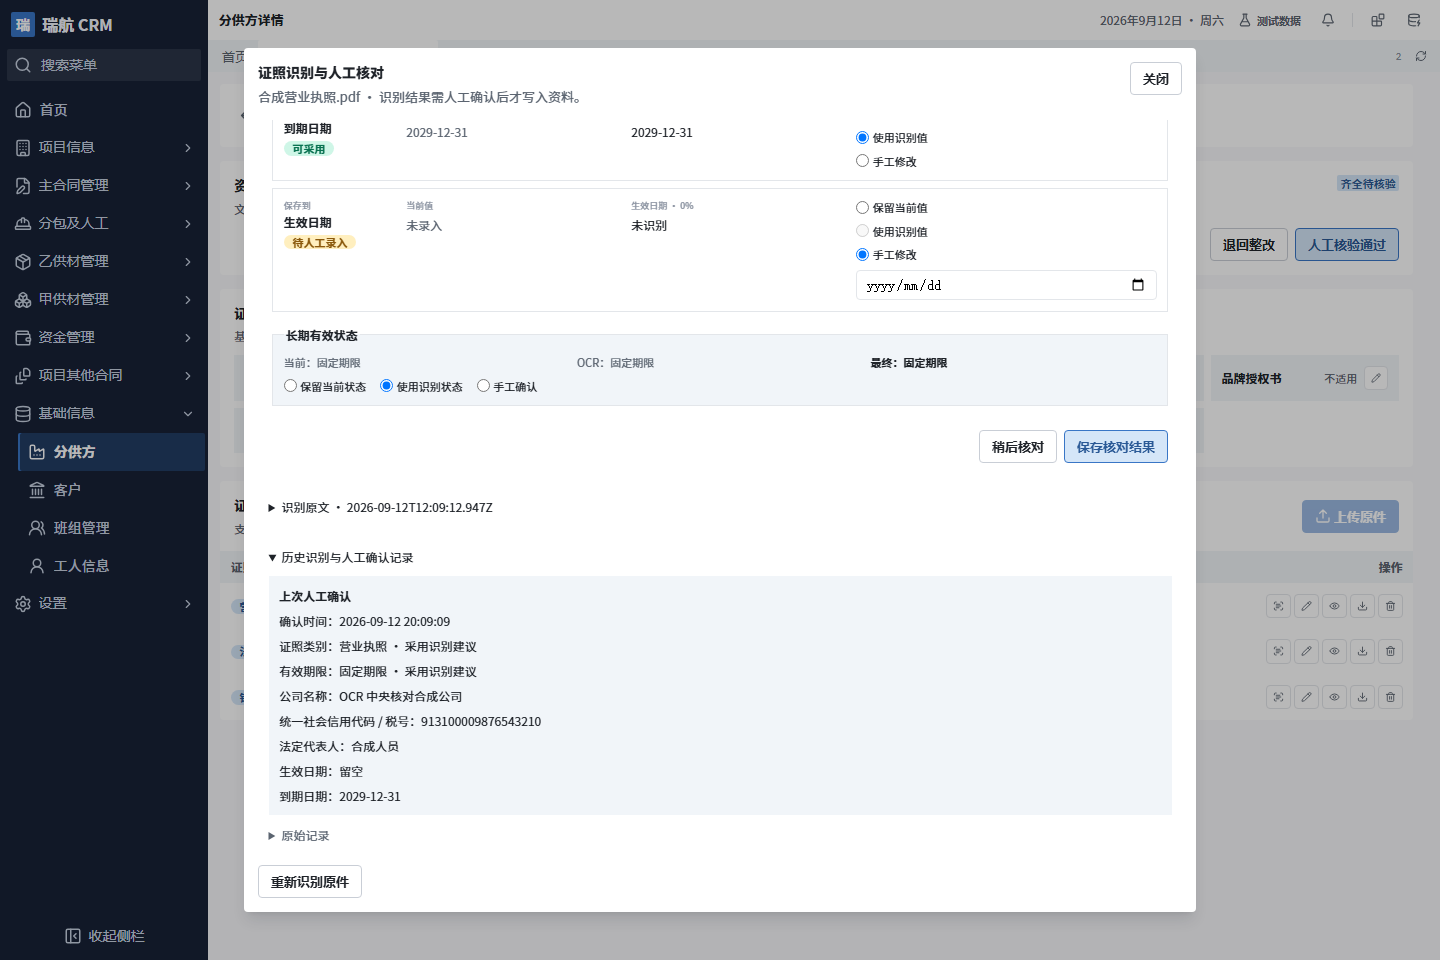 瑞 瑞航 CRM
搜索菜单
首页
项目信息
主合同管理
分包及人工
乙供材管理
甲供材管理
资金管理
项目其他合同
基础信息
分供方
客户
班组管理
工人信息
设置
收起侧栏
分供方详情
2026年9月12日 · 周六 测试数据
首页
2
齐全待核验
退回整改 人工核验通过
品牌授权书 不适用
上传原件
操作
证照识别与人工核对
合成营业执照.pdf · 识别结果需人工确认后才写入资料。
关闭
到期日期 2029-12-31 2029-12-31 使用识别值
可采用 手工修改
保存到 当前值 生效日期 · 0% 保留当前值
生效日期 未录入 未识别 使用识别值
待人工录入 手工修改
yyyy/mm/dd
长期有效状态
当前：固定期限 OCR：固定期限 最终：固定期限
保留当前状态 使用识别状态 手工确认
稍后核对 保存核对结果
识别原文 · 2026-09-12T12:09:12.947Z
历史识别与人工确认记录
上次人工确认
确认时间：2026-09-12 20:09:09
证照类别：营业执照 · 采用识别建议
有效期限：固定期限 · 采用识别建议
公司名称：OCR 中央核对合成公司
统一社会信用代码 / 税号：913100009876543210
法定代表人：合成人员
生效日期：留空
到期日期：2029-12-31
原始记录
重新识别原件